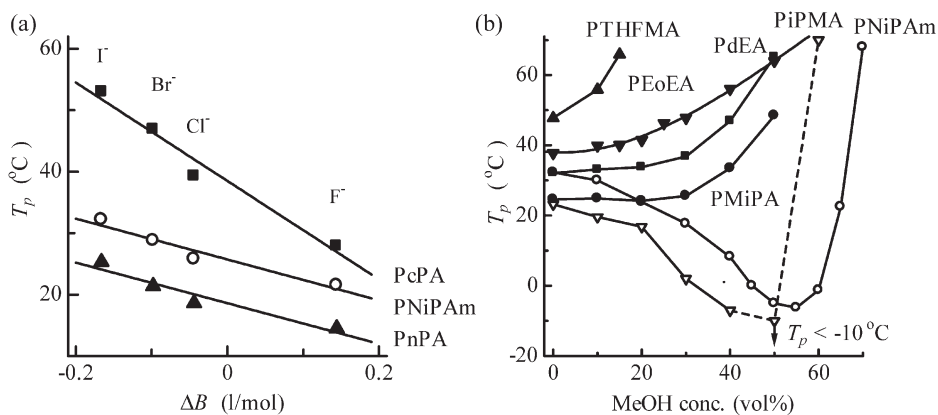 (a)
60
40
20
T_p (°C)
I⁻
Br⁻
Cl⁻
F⁻
PcPA
PNiPAm
PnPA
-0.2 0 0.2
ΔB (l/mol)
(b)
60
40
20
0
-20
T_p (°C)
PTHFMA
PEoEA
PdEA
PiPMA
PNiPAm
PMiPA
T_p < -10 °C
0 20 40 60
MeOH conc. (vol%)